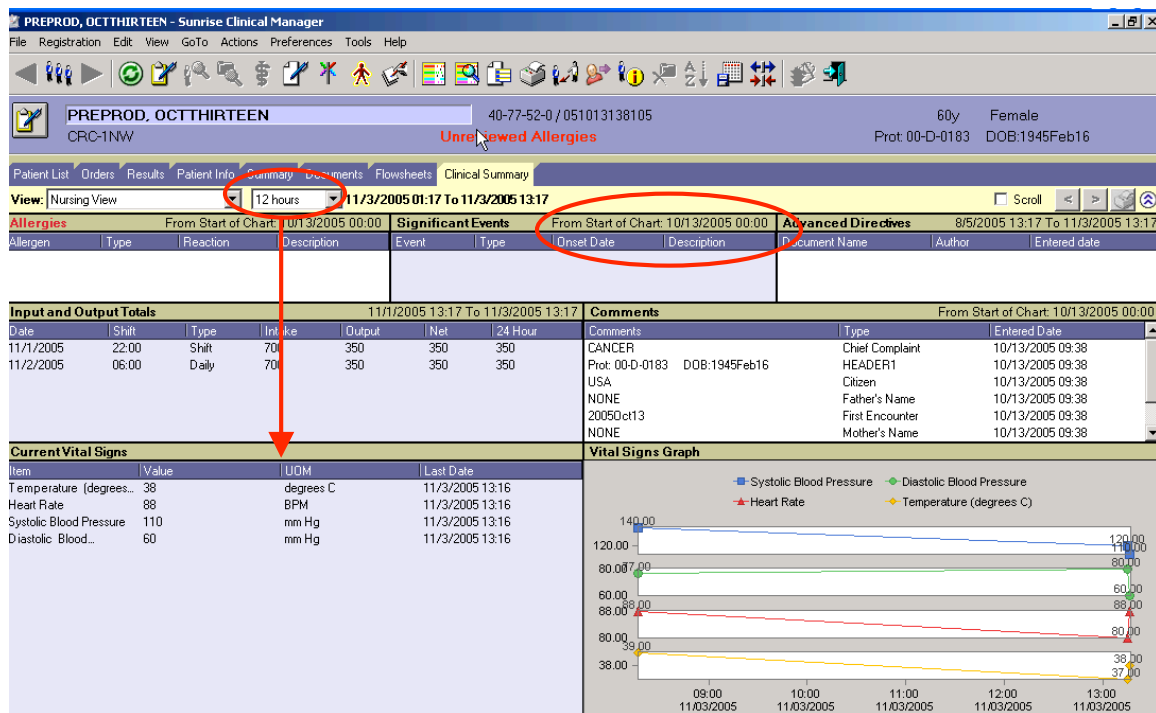 PREPROD, OCTTHIRTEEN - Sunrise Clinical Manager
File Registration Edit View GoTo Actions Preferences Tools Help
PREPROD, OCTTHIRTEEN 40-77-52-0 / 051013138105 60y Female
CRC-1NW Unreviewed Allergies Prot: 00-D-0183 DOB:1945Feb16
Patient List Orders Results Patient Info Summary Documents Flowsheets Clinical Summary
View: Nursing View 12 hours 11/3/2005 01:17 To 11/3/2005 13:17 Scroll < >
Allergies From Start of Chart: 10/13/2005 00:00 Significant Events From Start of Chart: 10/13/2005 00:00 Advanced Directives 8/5/2005 13:17 To 11/3/2005 13:17
Allergen Type Reaction Description Event Type Onset Date Description Document Name Author Entered date
Input and Output Totals 11/1/2005 13:17 To 11/3/2005 13:17 Comments From Start of Chart: 10/13/2005 00:00
Date Shift Type Intake Output Net 24 Hour Comments Type Entered Date
11/1/2005 22:00 Shift 700 350 350 350 CANCER Chief Complaint 10/13/2005 09:38
11/2/2005 06:00 Daily 700 350 350 350 Prot: 00-D-0183 DOB:1945Feb16 HEADER1 10/13/2005 09:38
USA Citizen 10/13/2005 09:38
NONE Father's Name 10/13/2005 09:38
2005Oct13 First Encounter 10/13/2005 09:38
NONE Mother's Name 10/13/2005 09:38
Current Vital Signs Vital Signs Graph
Item Value UOM Last Date
Temperature (degrees... 38 degrees C 11/3/2005 13:16
Heart Rate 88 BPM 11/3/2005 13:16
Systolic Blood Pressure 110 mm Hg 11/3/2005 13:16
Diastolic Blood... 60 mm Hg 11/3/2005 13:16
Systolic Blood Pressure Diastolic Blood Pressure
Heart Rate Temperature (degrees C)
140.00
120.00 120.00
110.00
80.00 77.00 80.00
60.00 60.00
88.00 88.00 88.00
80.00 80.00
39.00
38.00 38.00
37.00
09:00 10:00 11:00 12:00 13:00
11/03/2005 11/03/2005 11/03/2005 11/03/2005 11/03/2005